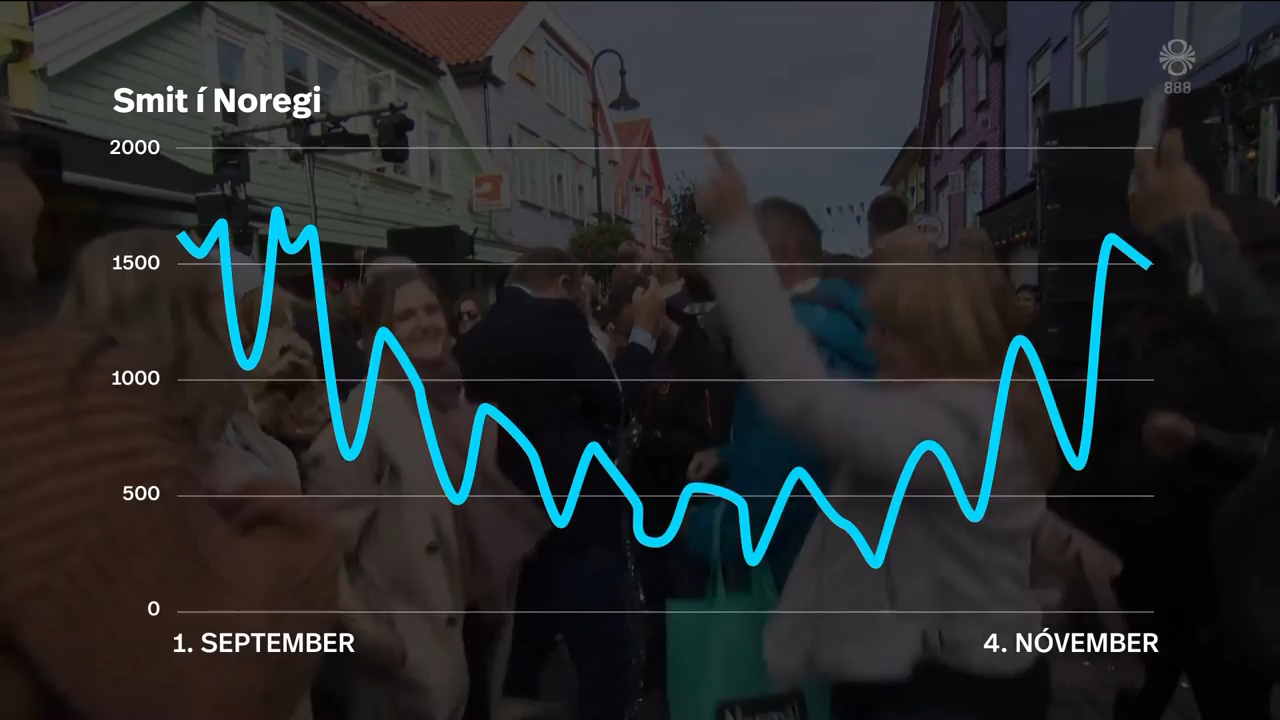 888
Smit í Noregi
2000
1500
1000
500
0
1. SEPTEMBER
4. NÓVEMBER